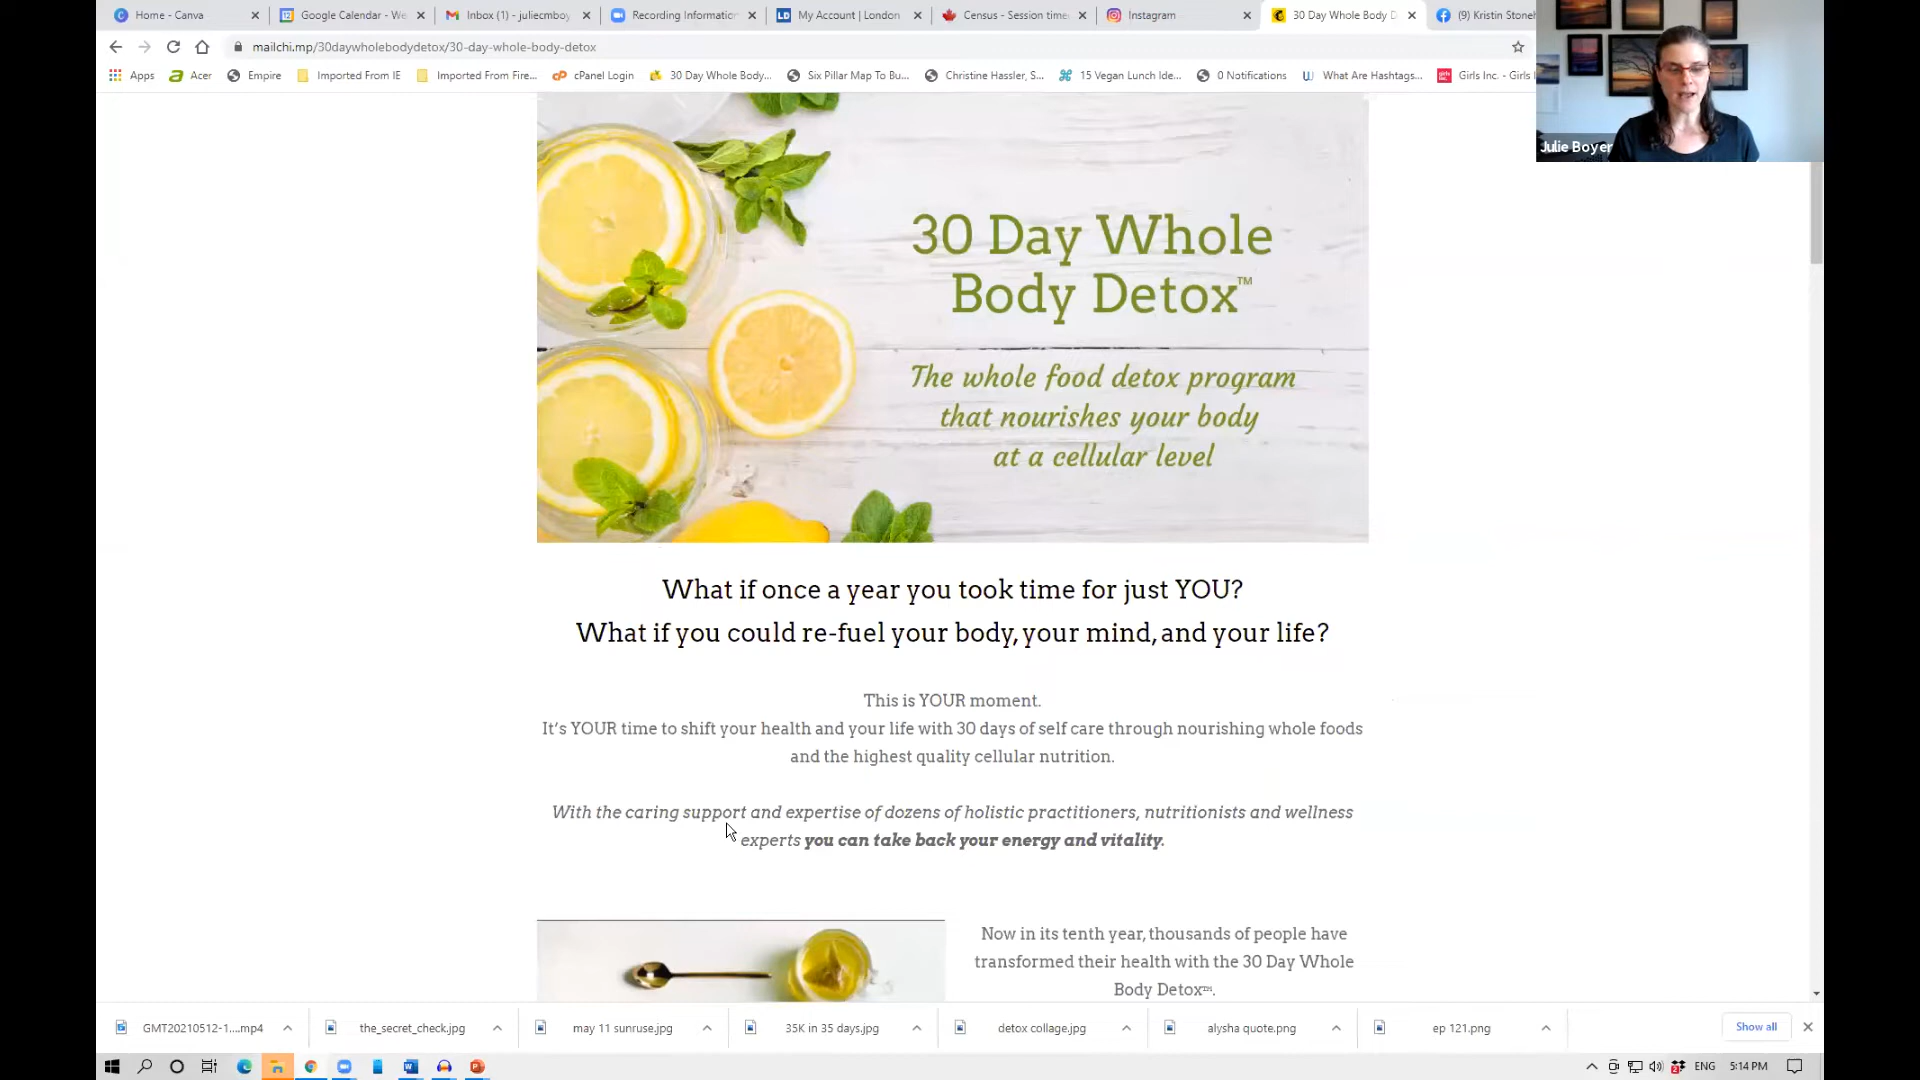 Home - Canva
Google Calendar - We
Inbox (1) - juliecmboy
Recording Information
My Account | London
Census - Session time
Instagram
30 Day Whole Body D
(9) Kristin Stoneh
mailchi.mp/30daywholebodydetox/30-day-whole-body-detox
Apps
Acer
Empire
Imported From IE
Imported From Fire...
cPanel Login
30 Day Whole Body...
Six Pillar Map To Bu...
Christine Hassler, S...
15 Vegan Lunch Ide...
0 Notifications
What Are Hashtags...
Girls Inc. - Girls I
Julie Boyer
30 Day Whole
Body Detox™
The whole food detox program
that nourishes your body
at a cellular level
What if once a year you took time for just YOU?
What if you could re-fuel your body, your mind, and your life?
This is YOUR moment.
It's YOUR time to shift your health and your life with 30 days of self care through nourishing whole foods
and the highest quality cellular nutrition.
With the caring support and expertise of dozens of holistic practitioners, nutritionists and wellness
experts you can take back your energy and vitality.
Now in its tenth year, thousands of people have
transformed their health with the 30 Day Whole
Body Detox™.
GMT20210512-1....mp4
the_secret_check.jpg
may 11 sunruse.jpg
35K in 35 days.jpg
detox collage.jpg
alysha quote.png
ep 121.png
Show all
ENG
5:14 PM